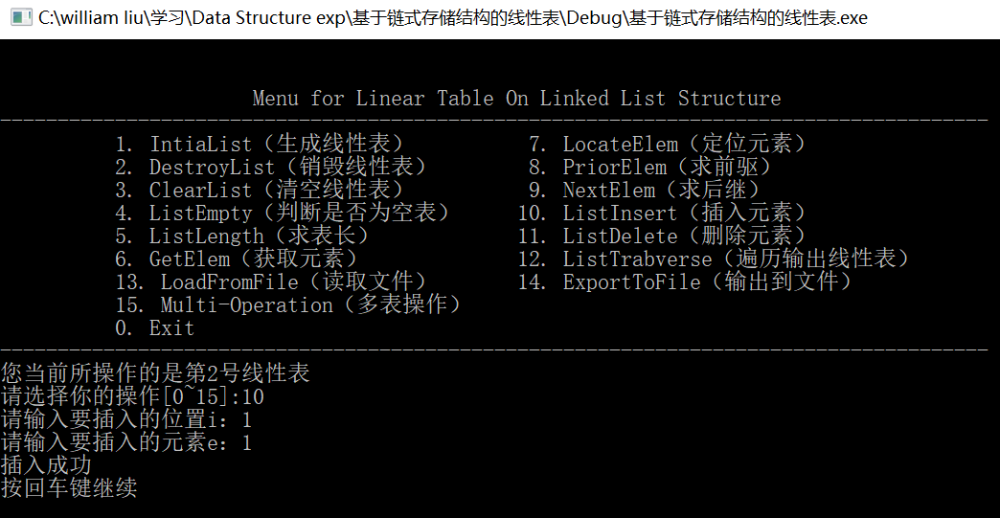 C:\william liu\学习\Data Structure exp\基于链式存储结构的线性表\Debug\基于链式存储结构的线性表.exe
Menu for Linear Table On Linked List Structure
-------------------------------------------------------------------------------------
1. IntiaList（生成线性表） 7. LocateElem（定位元素）
2. DestroyList（销毁线性表） 8. PriorElem（求前驱）
3. ClearList（清空线性表） 9. NextElem（求后继）
4. ListEmpty（判断是否为空表） 10. ListInsert（插入元素）
5. ListLength（求表长） 11. ListDelete（删除元素）
6. GetElem（获取元素） 12. ListTrabverse（遍历输出线性表）
13. LoadFromFile（读取文件） 14. ExportToFile（输出到文件）
15. Multi-Operation（多表操作）
0. Exit
-------------------------------------------------------------------------------------
您当前所操作的是第2号线性表
请选择你的操作[0~15]:10
请输入要插入的位置i：1
请输入要插入的元素e：1
插入成功
按回车键继续